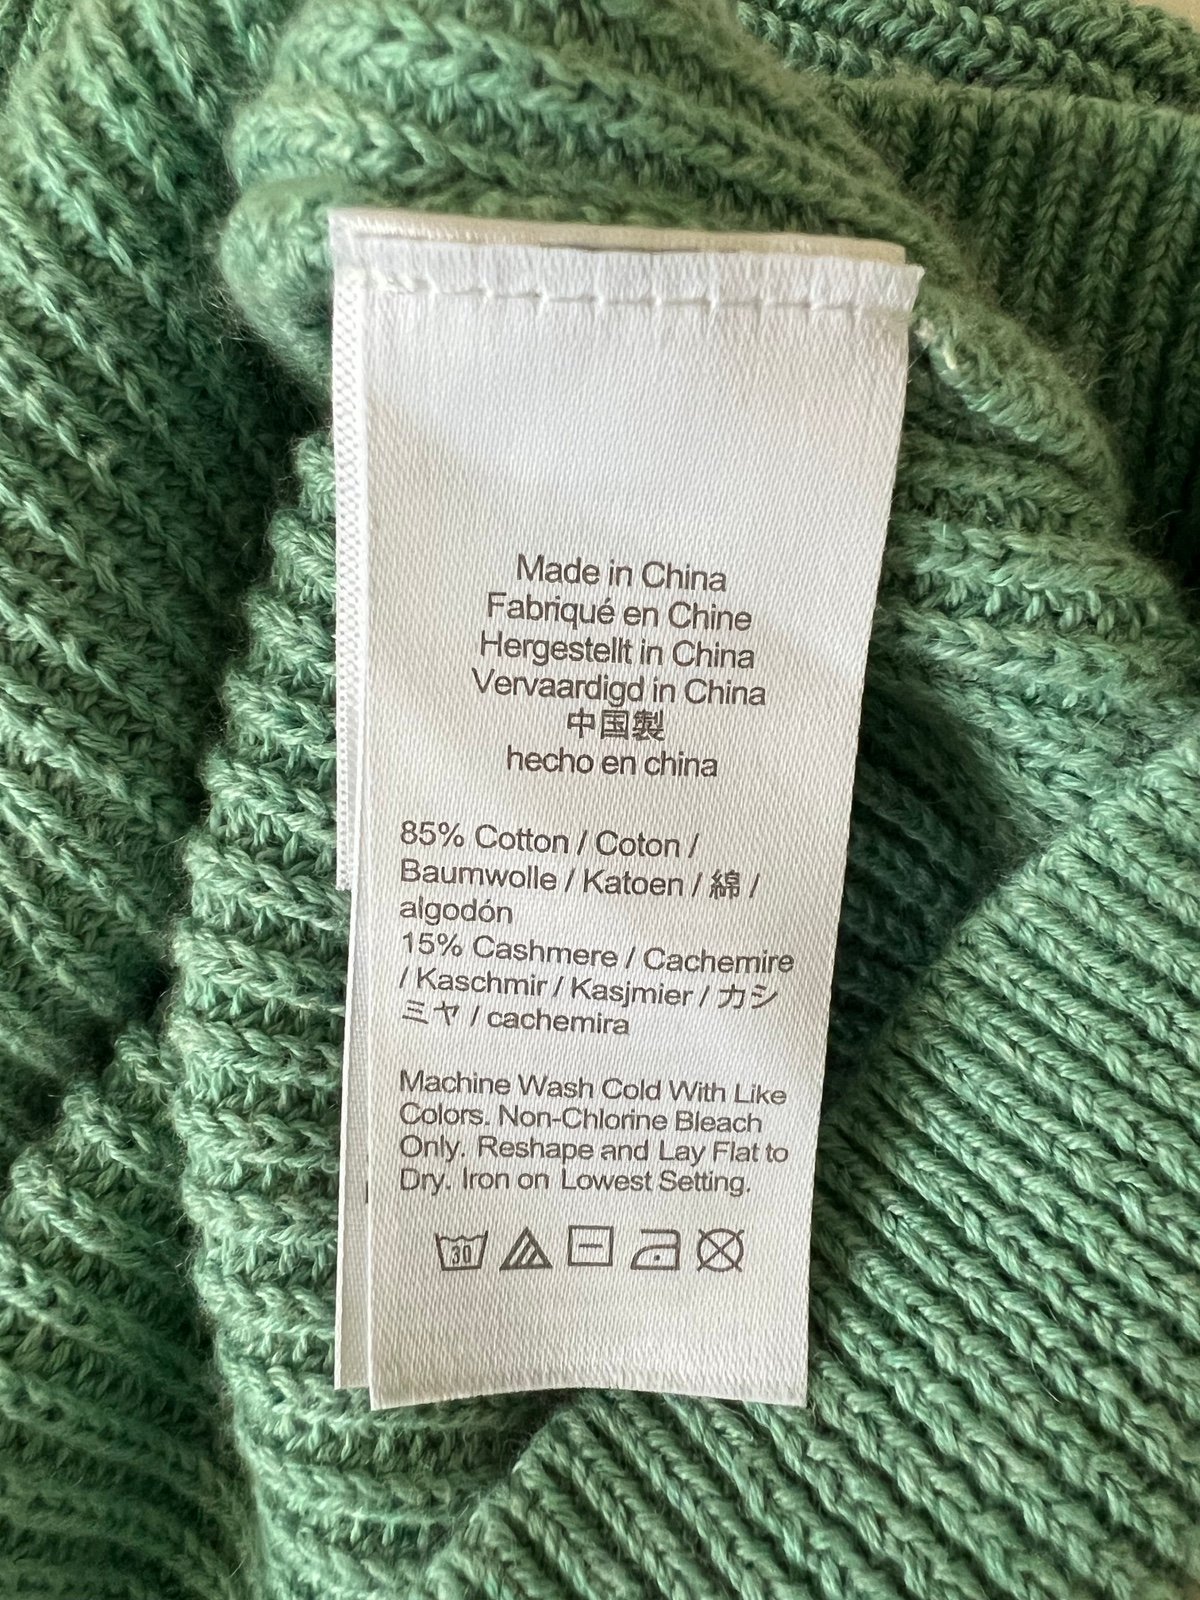 Made in China
Fabriqué en Chine
Hergestellt in China
Vervaardigd in China
中国製
hecho en china
85% Cotton / Coton /
Baumwolle / Katoen / 綿 /
algodón
15% Cashmere / Cachemire
/ Kaschmir / Kasjmier / カシ
ミヤ / cachemira
Machine Wash Cold With Like
Colors. Non-Chlorine Bleach
Only. Reshape and Lay Flat to
Dry. Iron on Lowest Setting.
30